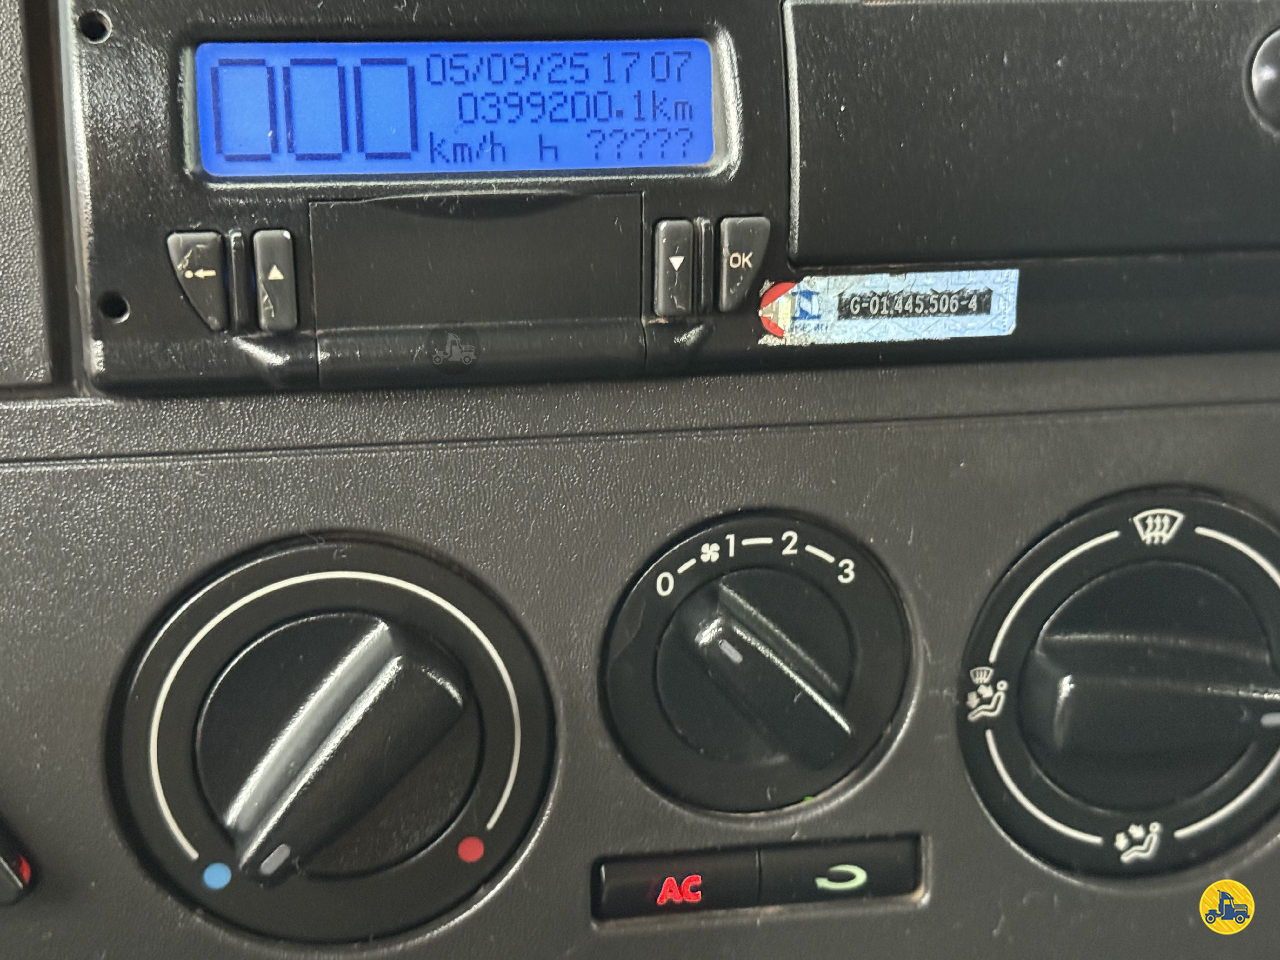 000
05/09/25 17 07
0399200.1km
km/h h ?????
OK
G-01.445.506-4
0 1 2 3
AC